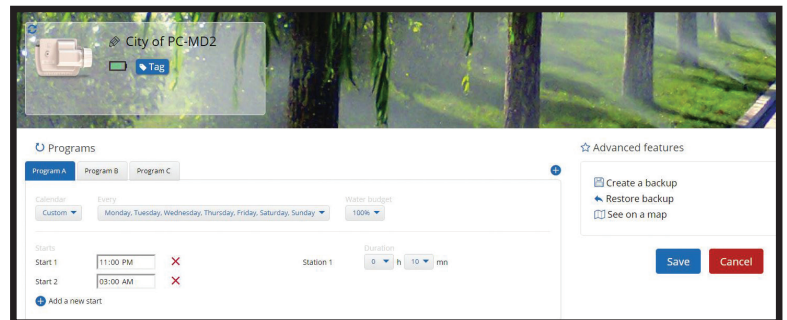 City of PC-MD2
Tag
Programs
Program A Program B Program C
Calendar Every Water budget
Custom Monday, Tuesday, Wednesday, Thursday, Friday, Saturday, Sunday 100%
Starts Duration
Start 1 11:00 PM Station 1 0 h 10 mn
Start 2 03:00 AM
Add a new start
Advanced features
Create a backup
Restore backup
See on a map
Save Cancel